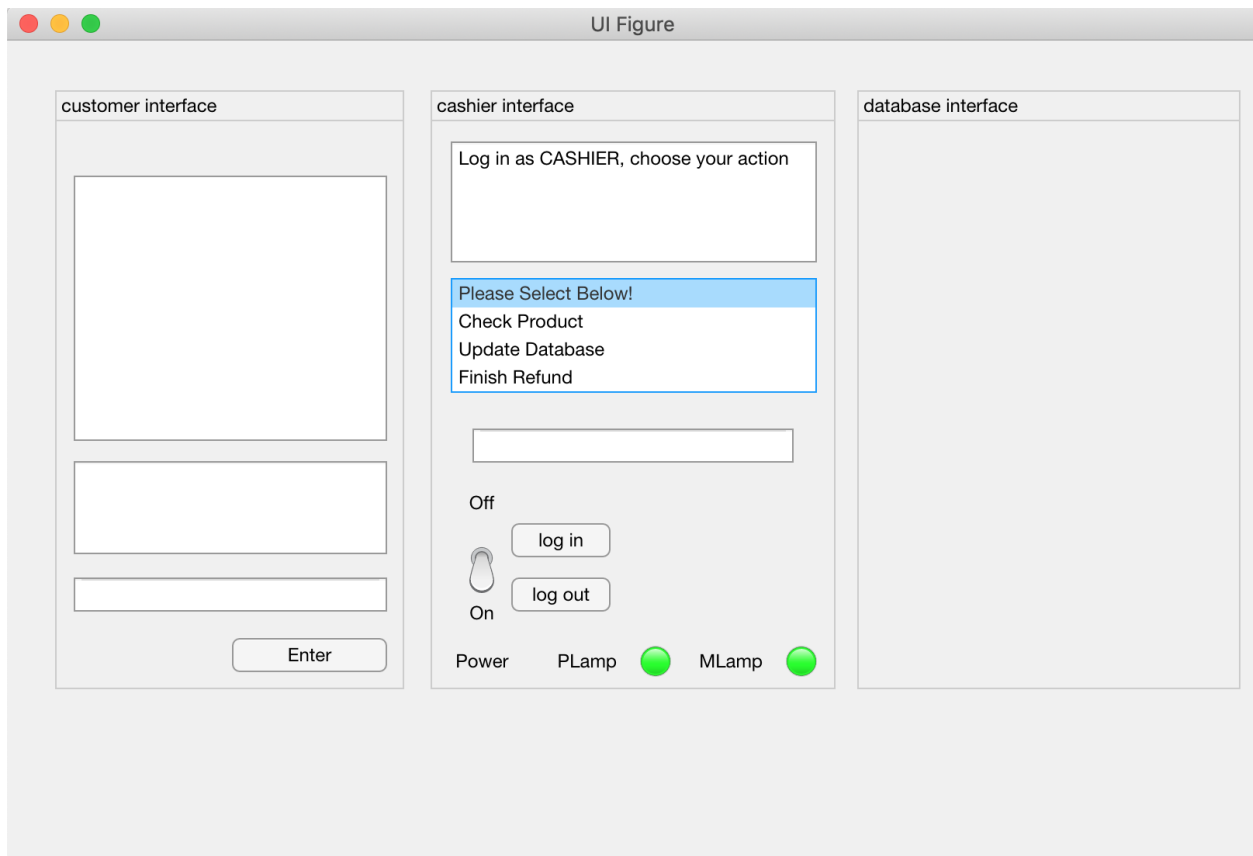 UI Figure
customer interface
Enter
cashier interface
Log in as CASHIER, choose your action
Please Select Below!
Check Product
Update Database
Finish Refund
Off
log in
log out
On
Power PLamp MLamp
database interface